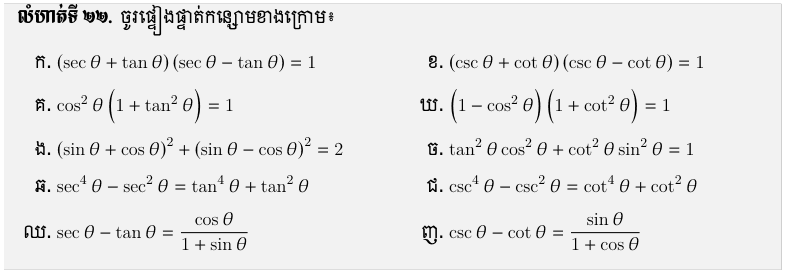 លំហាត់ទី ២២. ចូរផ្ទៀងផ្ទាត់កន្សោមខាងក្រោម៖
ក. (sec θ + tan θ)(sec θ − tan θ) = 1 ខ. (csc θ + cot θ)(csc θ − cot θ) = 1
គ. cos² θ (1 + tan² θ) = 1 ឃ. (1 − cos² θ)(1 + cot² θ) = 1
ង. (sin θ + cos θ)² + (sin θ − cos θ)² = 2 ច. tan² θ cos² θ + cot² θ sin² θ = 1
ឆ. sec⁴ θ − sec² θ = tan⁴ θ + tan² θ ជ. csc⁴ θ − csc² θ = cot⁴ θ + cot² θ
ឈ. sec θ − tan θ = cos θ / (1 + sin θ) ញ. csc θ − cot θ = sin θ / (1 + cos θ)